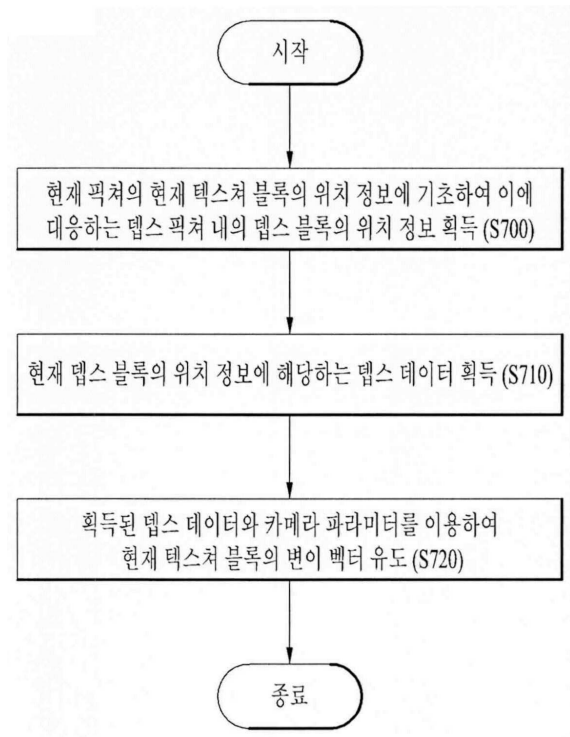 시작
현재 픽쳐의 현재 텍스쳐 블록의 위치 정보에 기초하여 이에
대응하는 뎁스 픽쳐 내의 뎁스 블록의 위치 정보 획득 (S700)
현재 뎁스 블록의 위치 정보에 해당하는 뎁스 데이터 획득 (S710)
획득된 뎁스 데이터와 카메라 파라미터를 이용하여
현재 텍스쳐 블록의 변이 벡터 유도 (S720)
종료